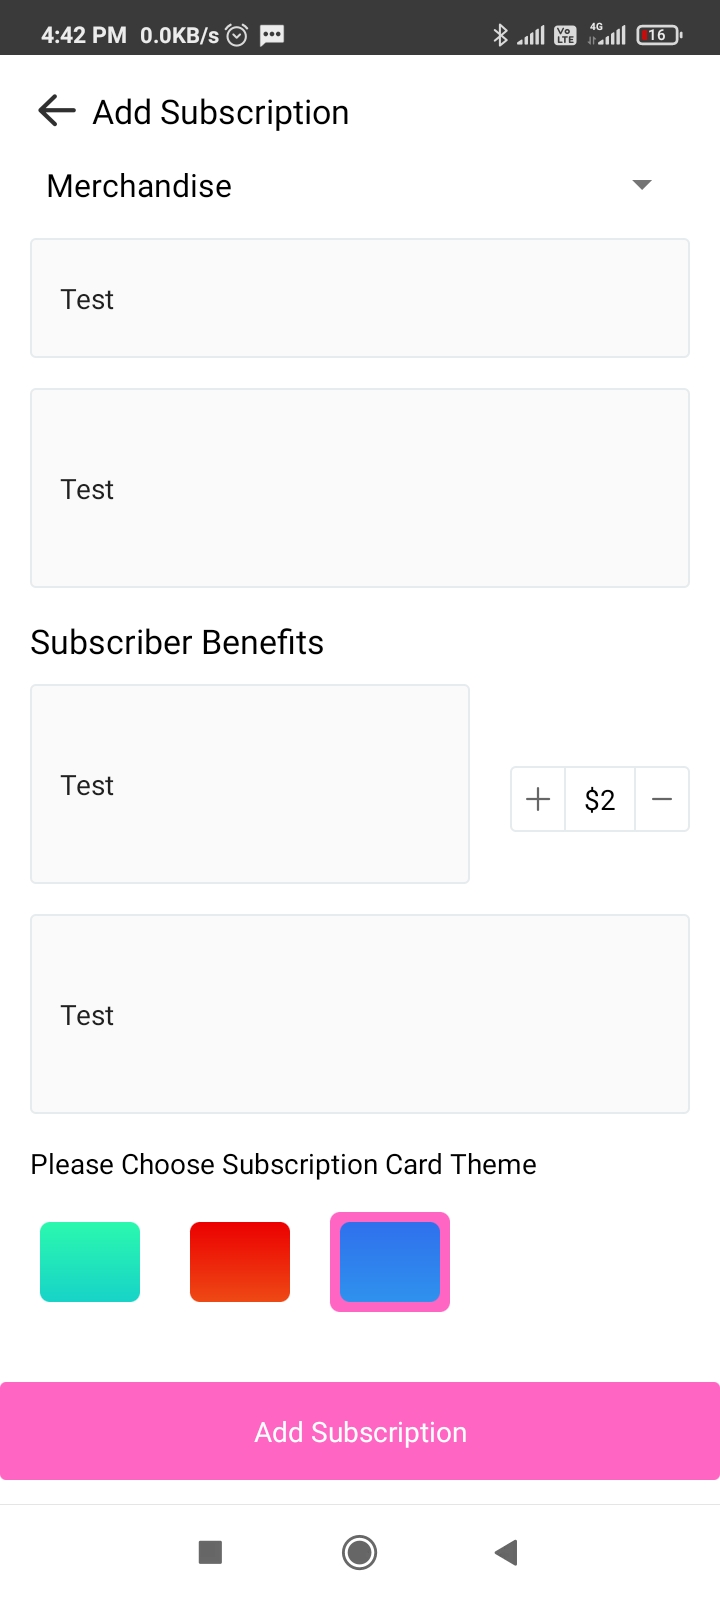 4:42 PM 0.0KB/s
Vo LTE 4G 16
Add Subscription
Merchandise
Test
Test
Subscriber Benefits
Test
$2
Test
Please Choose Subscription Card Theme
Add Subscription